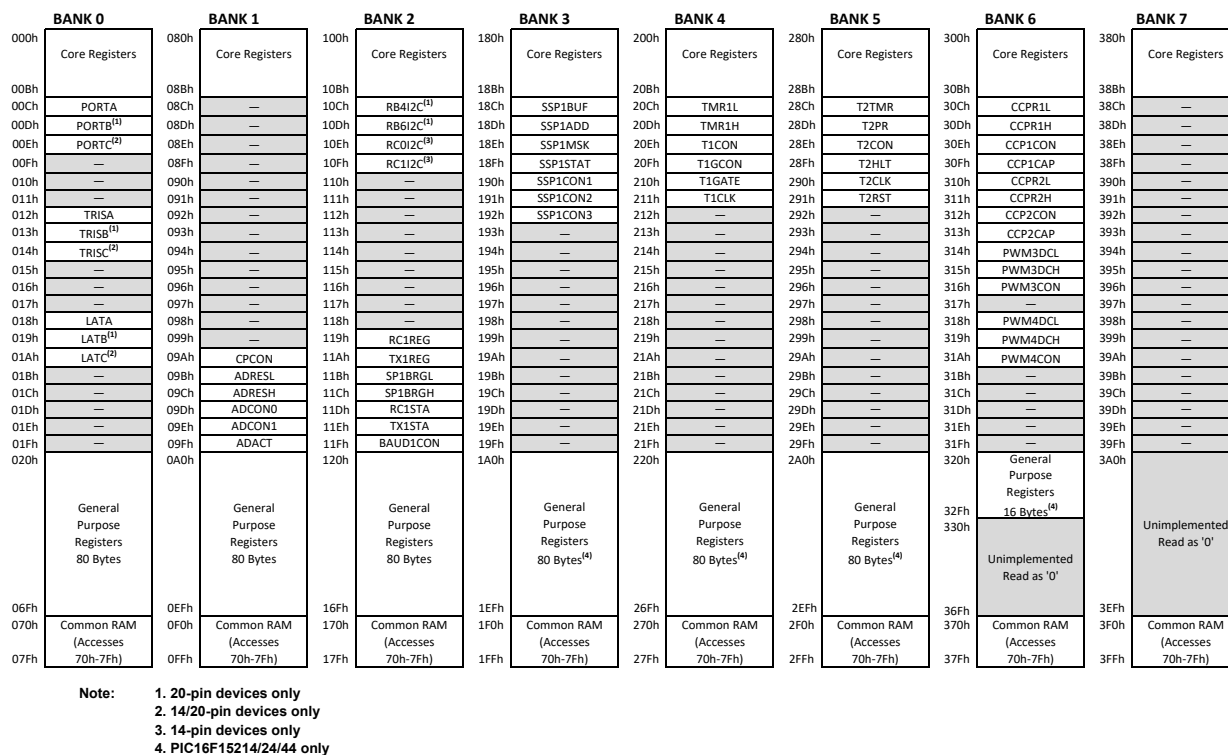 BANK 0 BANK 1 BANK 2 BANK 3 BANK 4 BANK 5 BANK 6 BANK 7
000h 080h 100h 180h 200h 280h 300h 380h
Core Registers Core Registers Core Registers Core Registers Core Registers Core Registers Core Registers Core Registers
00Bh 08Bh 10Bh 18Bh 20Bh 28Bh 30Bh 38Bh
00Ch PORTA 08Ch — 10Ch RB4I2C(1) 18Ch SSP1BUF 20Ch TMR1L 28Ch T2TMR 30Ch CCPR1L 38Ch —
00Dh PORTB(1) 08Dh — 10Dh RB6I2C(1) 18Dh SSP1ADD 20Dh TMR1H 28Dh T2PR 30Dh CCPR1H 38Dh —
00Eh PORTC(2) 08Eh — 10Eh RC0I2C(3) 18Eh SSP1MSK 20Eh T1CON 28Eh T2CON 30Eh CCP1CON 38Eh —
00Fh — 08Fh — 10Fh RC1I2C(3) 18Fh SSP1STAT 20Fh T1GCON 28Fh T2HLT 30Fh CCP1CAP 38Fh —
010h — 090h — 110h — 190h SSP1CON1 210h T1GATE 290h T2CLK 310h CCPR2L 390h —
011h — 091h — 111h — 191h SSP1CON2 211h T1CLK 291h T2RST 311h CCPR2H 391h —
012h TRISA 092h — 112h — 192h SSP1CON3 212h — 292h — 312h CCP2CON 392h —
013h TRISB(1) 093h — 113h — 193h — 213h — 293h — 313h CCP2CAP 393h —
014h TRISC(2) 094h — 114h — 194h — 214h — 294h — 314h PWM3DCL 394h —
015h — 095h — 115h — 195h — 215h — 295h — 315h PWM3DCH 395h —
016h — 096h — 116h — 196h — 216h — 296h — 316h PWM3CON 396h —
017h — 097h — 117h — 197h — 217h — 297h — 317h — 397h —
018h LATA 098h — 118h — 198h — 218h — 298h — 318h PWM4DCL 398h —
019h LATB(1) 099h — 119h RC1REG 199h — 219h — 299h — 319h PWM4DCH 399h —
01Ah LATC(2) 09Ah CPCON 11Ah TX1REG 19Ah — 21Ah — 29Ah — 31Ah PWM4CON 39Ah —
01Bh — 09Bh ADRESL 11Bh SP1BRGL 19Bh — 21Bh — 29Bh — 31Bh — 39Bh —
01Ch — 09Ch ADRESH 11Ch SP1BRGH 19Ch — 21Ch — 29Ch — 31Ch — 39Ch —
01Dh — 09Dh ADCON0 11Dh RC1STA 19Dh — 21Dh — 29Dh — 31Dh — 39Dh —
01Eh — 09Eh ADCON1 11Eh TX1STA 19Eh — 21Eh — 29Eh — 31Eh — 39Eh —
01Fh — 09Fh ADACT 11Fh BAUD1CON 19Fh — 21Fh — 29Fh — 31Fh — 39Fh —
020h 0A0h 120h 1A0h 220h 2A0h 320h General 3A0h
Purpose
Registers
General General General General General General
32Fh 16 Bytes(4)
Purpose Purpose Purpose Purpose Purpose Purpose 330h Unimplemented
Registers Registers Registers Registers Registers Registers Read as '0'
80 Bytes 80 Bytes 80 Bytes 80 Bytes(4) 80 Bytes(4) 80 Bytes(4) Unimplemented
Read as '0'
06Fh 0EFh 16Fh 1EFh 26Fh 2EFh 36Fh 3EFh
070h Common RAM 0F0h Common RAM 170h Common RAM 1F0h Common RAM 270h Common RAM 2F0h Common RAM 370h Common RAM 3F0h Common RAM
(Accesses (Accesses (Accesses (Accesses (Accesses (Accesses (Accesses (Accesses
07Fh 70h-7Fh) 0FFh 70h-7Fh) 17Fh 70h-7Fh) 1FFh 70h-7Fh) 27Fh 70h-7Fh) 2FFh 70h-7Fh) 37Fh 70h-7Fh) 3FFh 70h-7Fh)
Note: 1. 20-pin devices only
2. 14/20-pin devices only
3. 14-pin devices only
4. PIC16F15214/24/44 only